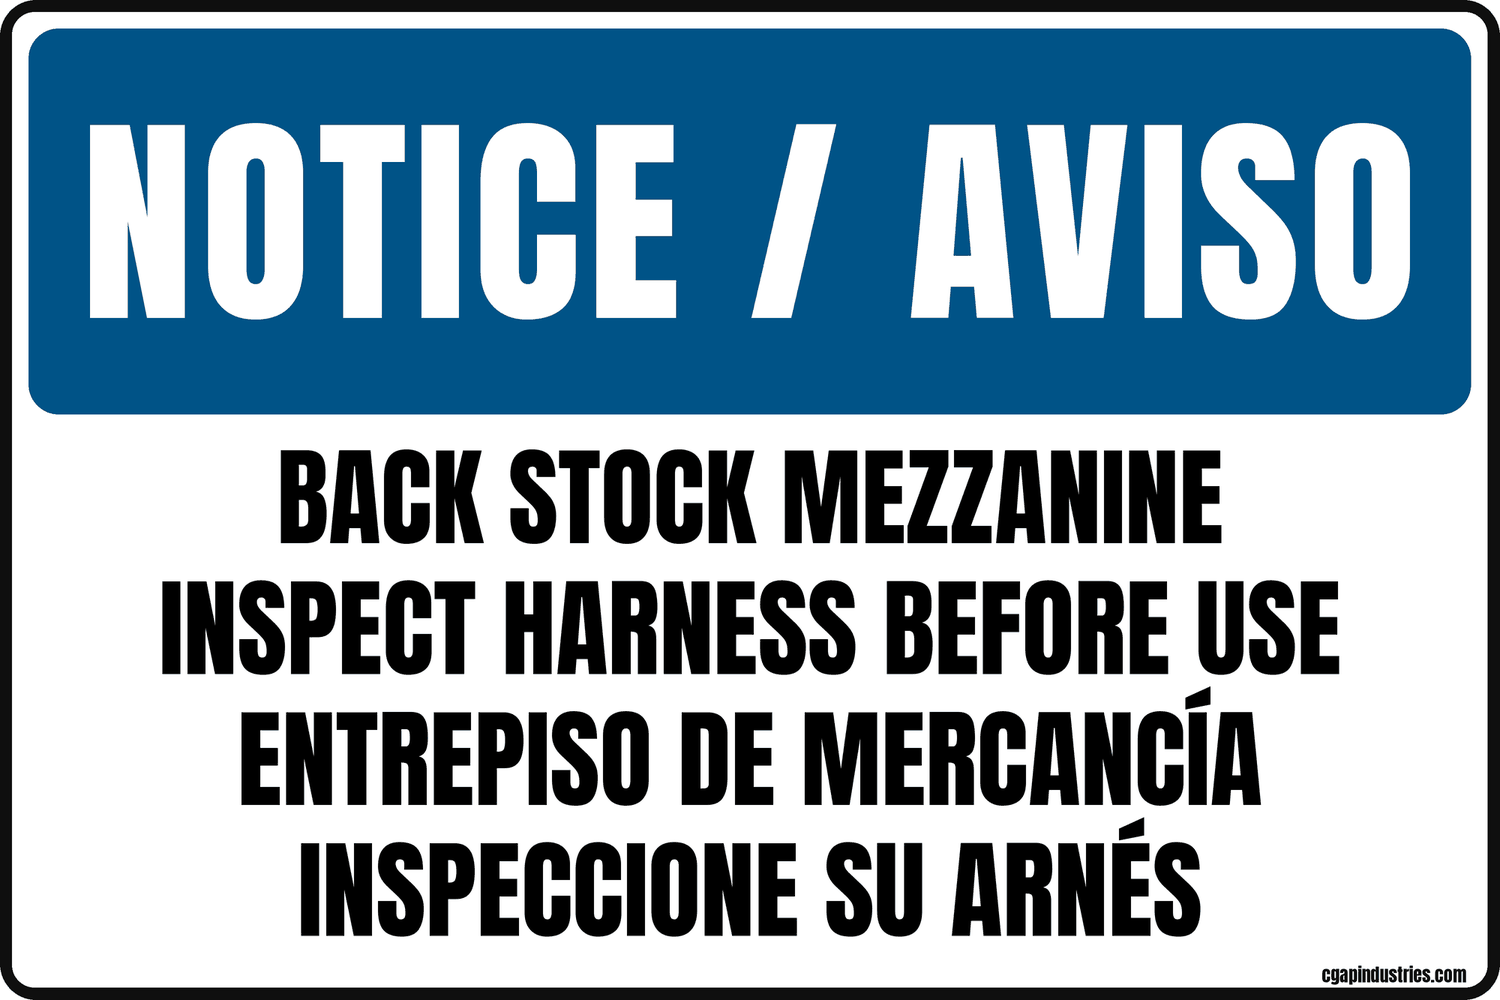 NOTICE / AVISO
BACK STOCK MEZZANINE
INSPECT HARNESS BEFORE USE
ENTREPISO DE MERCANCÍA
INSPECCIONE SU ARNÉS
cgapindustries.com